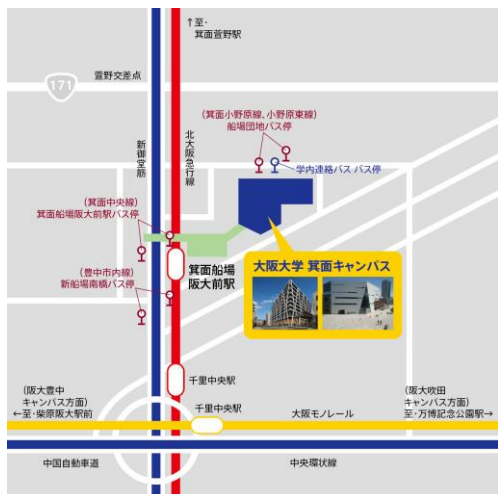 ↑至・
箕面萱野駅
萱野交差点
171
(箕面小野原線、小野原東線)
船場団地バス停
新御堂筋
北大阪急行線
学内連絡バス バス停
(箕面中央線)
箕面船場阪大前駅バス停
箕面船場
阪大前駅
大阪大学 箕面キャンパス
(豊中市内線)
新船場南橋バス停
千里中央駅
(阪大豊中
キャンパス方面)
←至・柴原阪大駅前
千里中央駅
大阪モノレール
(阪大吹田
キャンパス方面)
至・万博記念公園駅→
中国自動車道
中央環状線